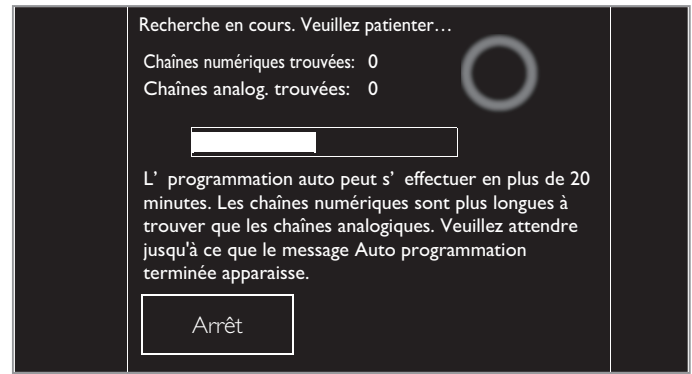 Recherche en cours. Veuillez patienter…
Chaînes numériques trouvées: 0
Chaînes analog. trouvées: 0
L’ programmation auto peut s’ effectuer en plus de 20
minutes. Les chaînes numériques sont plus longues à
trouver que les chaînes analogiques. Veuillez attendre
jusqu'à ce que le message Auto programmation
terminée apparaisse.
Arrêt